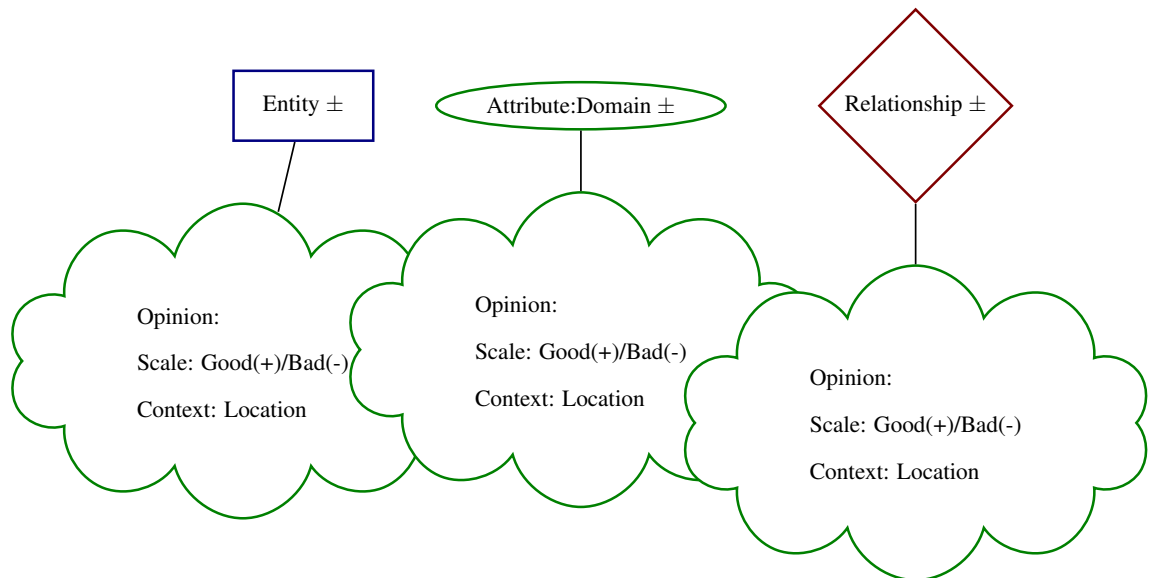 Entity ±
Attribute:Domain ±
Relationship ±
Opinion:
Scale: Good(+)/Bad(-)
Context: Location
Opinion:
Scale: Good(+)/Bad(-)
Context: Location
Opinion:
Scale: Good(+)/Bad(-)
Context: Location